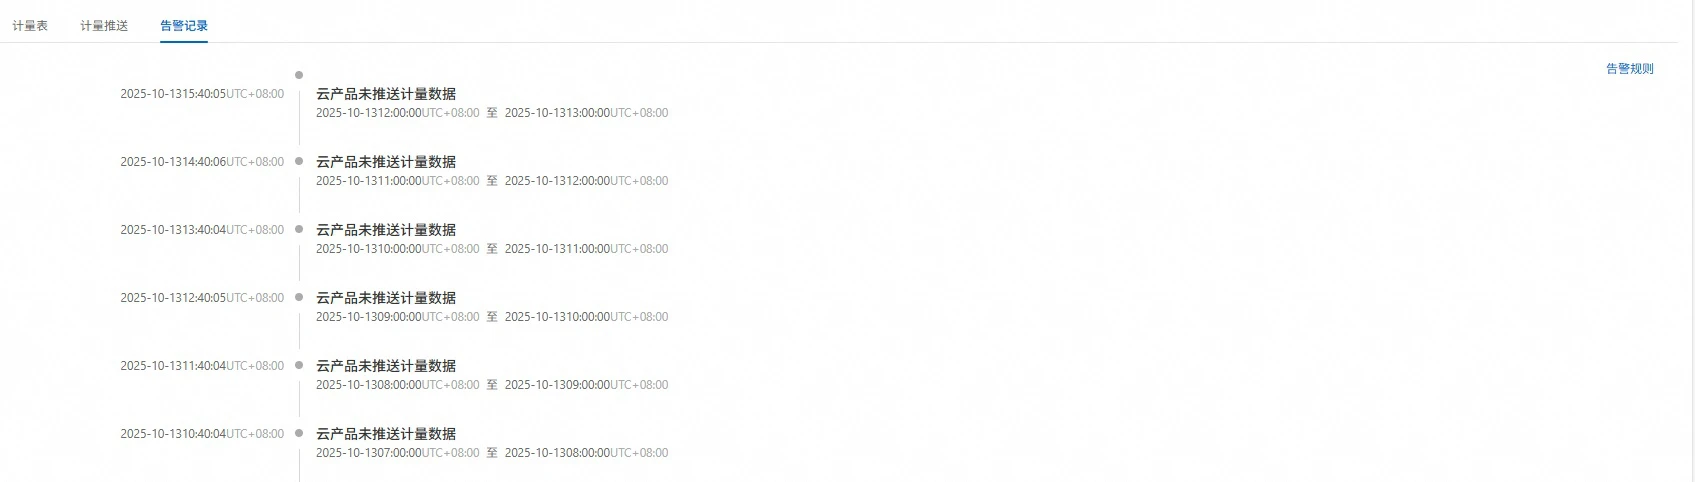 计量表 计量推送 告警记录
告警规则
2025-10-1315:40:05UTC+08:00 云产品未推送计量数据
2025-10-1312:00:00UTC+08:00 至 2025-10-1313:00:00UTC+08:00
2025-10-1314:40:06UTC+08:00 云产品未推送计量数据
2025-10-1311:00:00UTC+08:00 至 2025-10-1312:00:00UTC+08:00
2025-10-1313:40:04UTC+08:00 云产品未推送计量数据
2025-10-1310:00:00UTC+08:00 至 2025-10-1311:00:00UTC+08:00
2025-10-1312:40:05UTC+08:00 云产品未推送计量数据
2025-10-1309:00:00UTC+08:00 至 2025-10-1310:00:00UTC+08:00
2025-10-1311:40:04UTC+08:00 云产品未推送计量数据
2025-10-1308:00:00UTC+08:00 至 2025-10-1309:00:00UTC+08:00
2025-10-1310:40:04UTC+08:00 云产品未推送计量数据
2025-10-1307:00:00UTC+08:00 至 2025-10-1308:00:00UTC+08:00